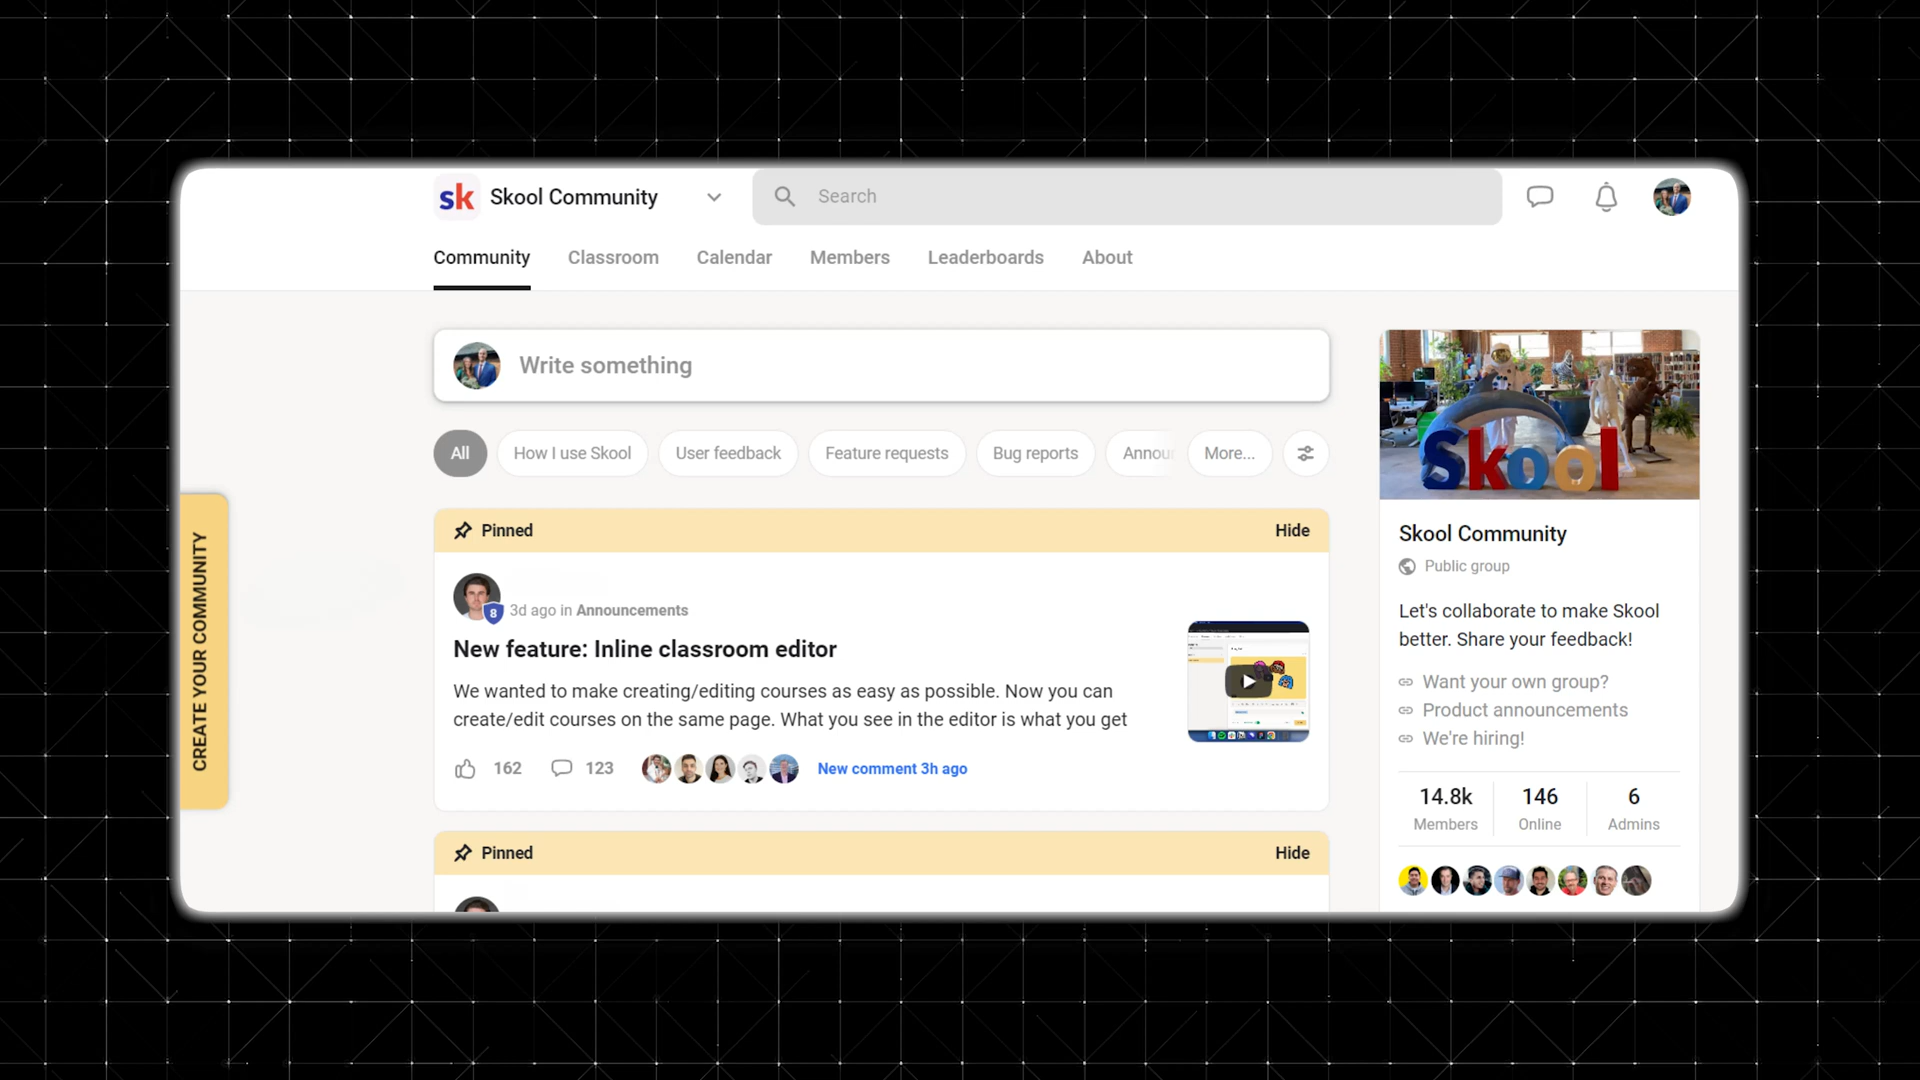 sk Skool Community Search
Community Classroom Calendar Members Leaderboards About
Write something
All How I use Skool User feedback Feature requests Bug reports Annou More...
Pinned Hide
8 3d ago in Announcements
New feature: Inline classroom editor
We wanted to make creating/editing courses as easy as possible. Now you can
create/edit courses on the same page. What you see in the editor is what you get
162 123 New comment 3h ago
Pinned Hide
CREATE YOUR COMMUNITY
Skool
Skool Community
Public group
Let's collaborate to make Skool
better. Share your feedback!
Want your own group?
Product announcements
We're hiring!
14.8k 146 6
Members Online Admins